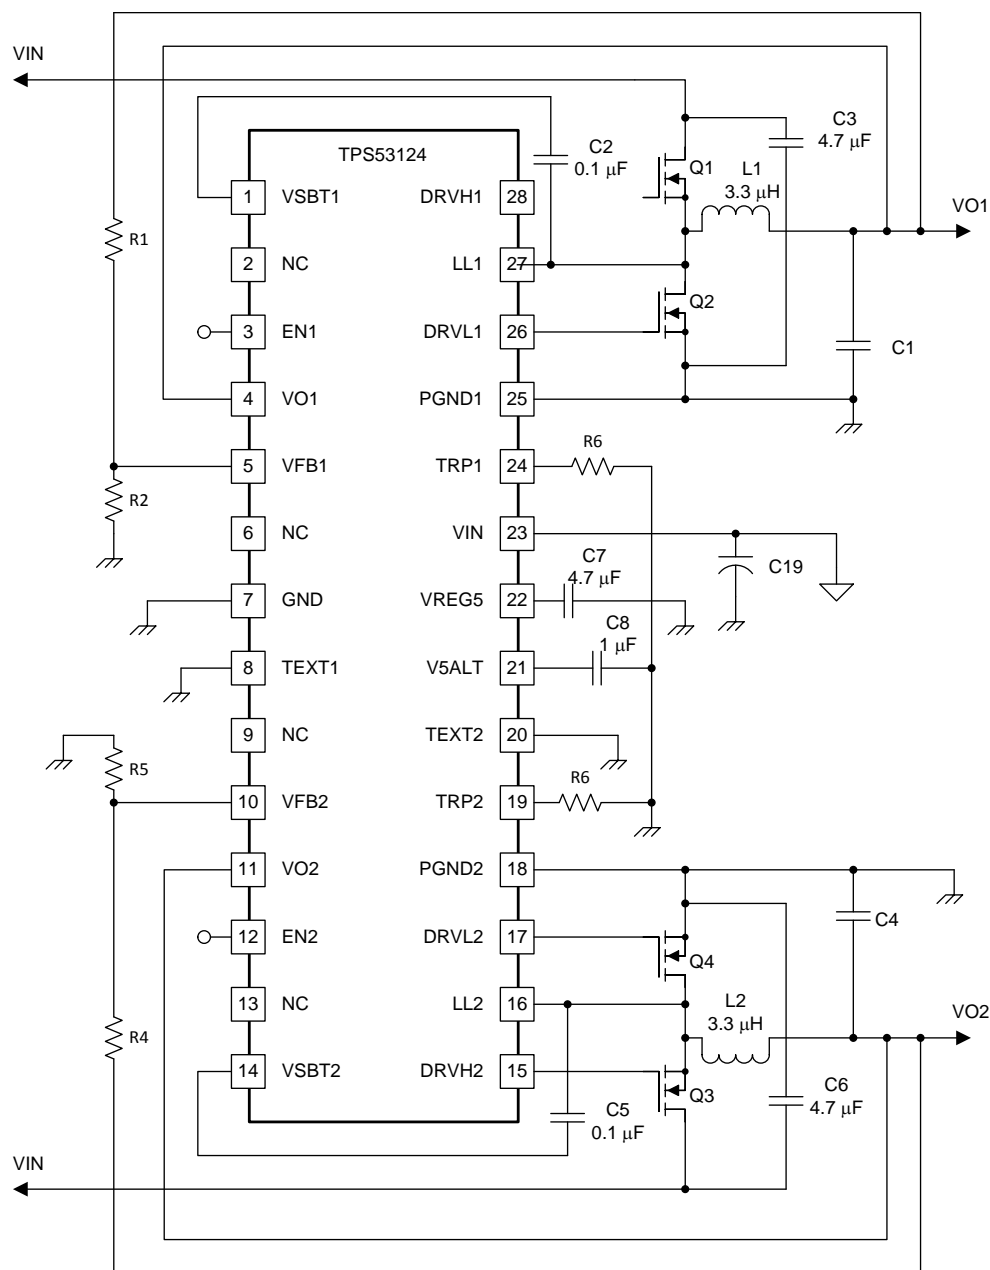 VIN
TPS53124
C2
0.1 μF
Q1
C3
4.7 μF
L1
3.3 μH
VO1
1 VSBT1 DRVH1 28
R1
2 NC LL1 27
Q2
3 EN1 DRVL1 26
C1
4 VO1 PGND1 25
5 VFB1 TRP1 24
R6
R2
6 NC VIN 23
C19
C7
4.7 μF
7 GND VREG5 22
C8
1 μF
8 TEXT1 V5ALT 21
9 NC TEXT2 20
R5
R6
10 VFB2 TRP2 19
11 VO2 PGND2 18
C4
12 EN2 DRVL2 17
Q4
13 NC LL2 16
L2
3.3 μH
VO2
R4
14 VSBT2 DRVH2 15
Q3
C6
4.7 μF
C5
0.1 μF
VIN